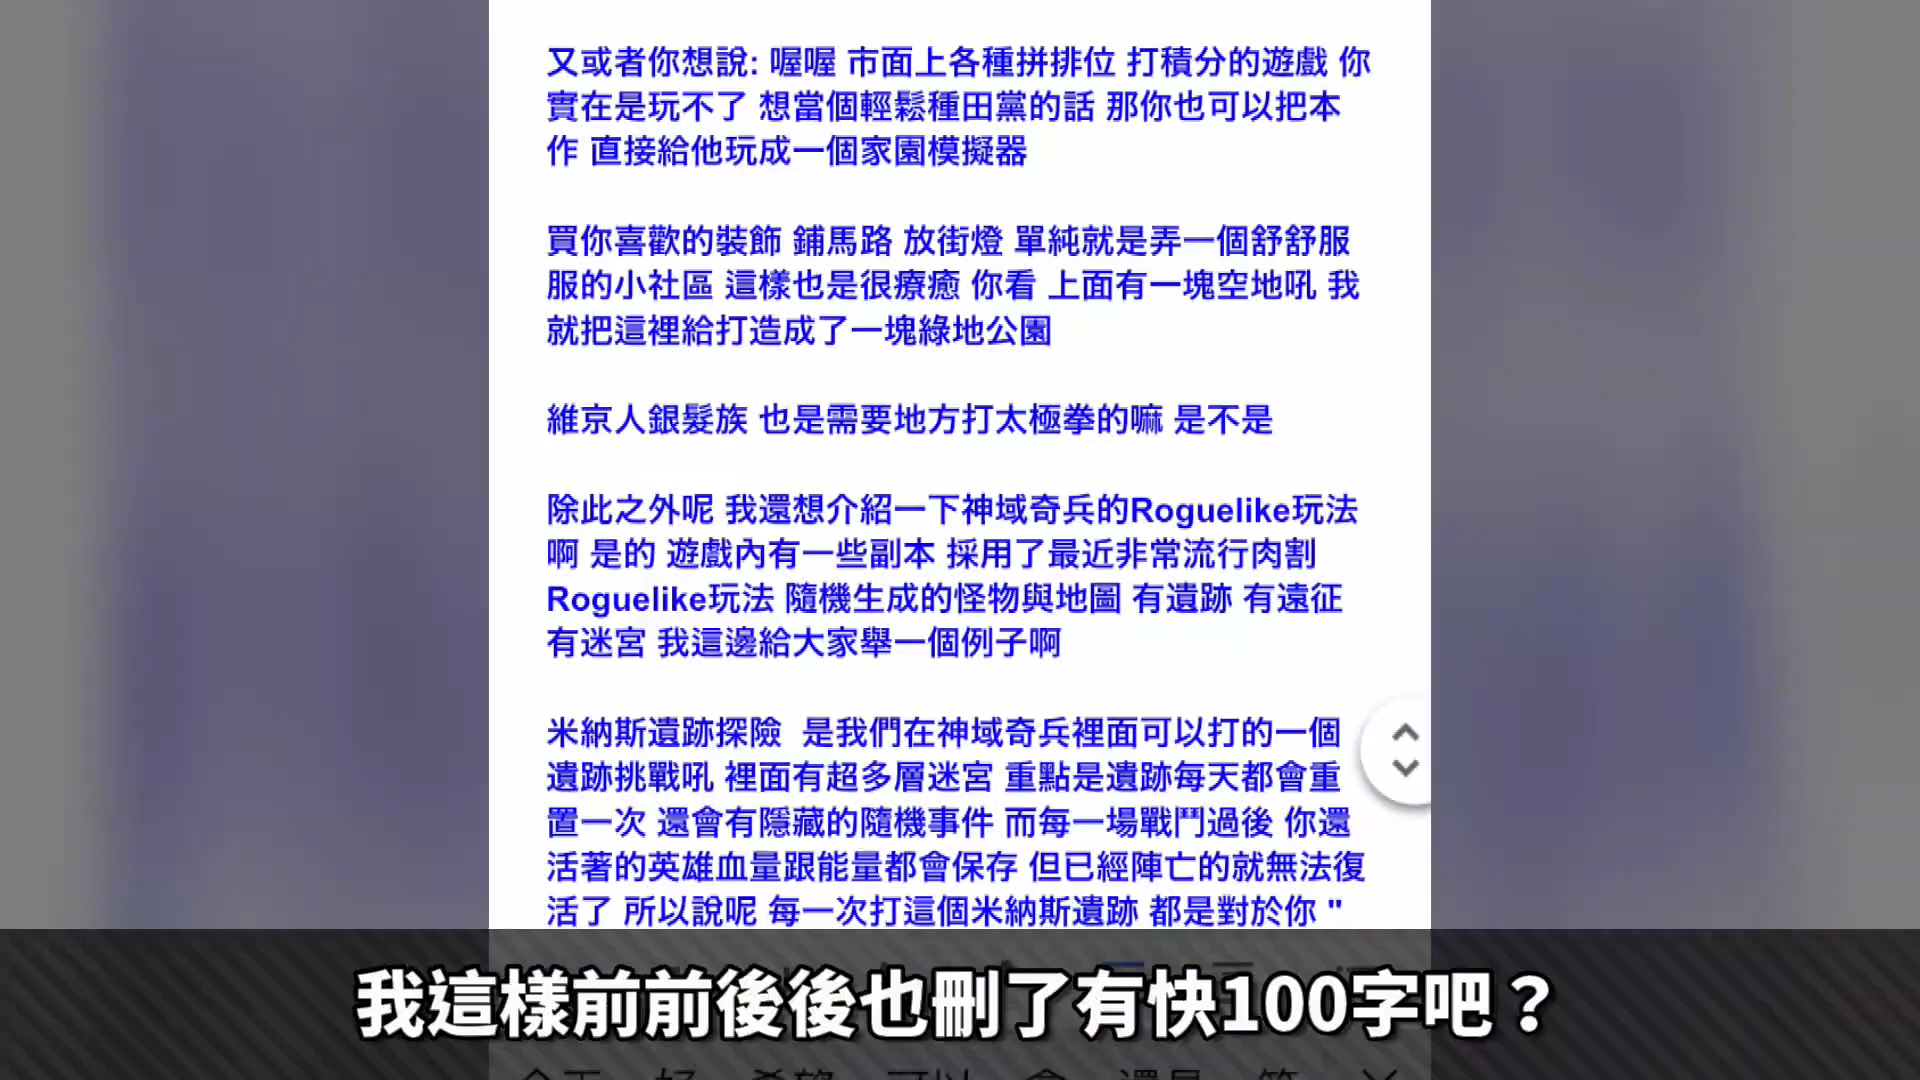 又或者你想說: 喔喔 市面上各種拼排位 打積分的遊戲 你
實在是玩不了 想當個輕鬆種田黨的話 那你也可以把本
作 直接給他玩成一個家園模擬器
買你喜歡的裝飾 鋪馬路 放街燈 單純就是弄一個舒舒服
服的小社區 這樣也是很療癒 你看 上面有一塊空地吼 我
就把這裡給打造成了一塊綠地公園
維京人銀髮族 也是需要地方打太極拳的嘛 是不是
除此之外呢 我還想介紹一下神域奇兵的Roguelike玩法
啊 是的 遊戲內有一些副本 採用了最近非常流行肉割
Roguelike玩法 隨機生成的怪物與地圖 有遺跡 有遠征
有迷宮 我這邊給大家舉一個例子啊
米納斯遺跡探險 是我們在神域奇兵裡面可以打的一個
遺跡挑戰吼 裡面有超多層迷宮 重點是遺跡每天都會重
置一次 還會有隱藏的隨機事件 而每一場戰鬥過後 你還
活著的英雄血量跟能量都會保存 但已經陣亡的就無法復
活了 所以說呢 每一次打這個米納斯遺跡 都是對於你 "
我這樣前前後後也刪了有快100字吧？